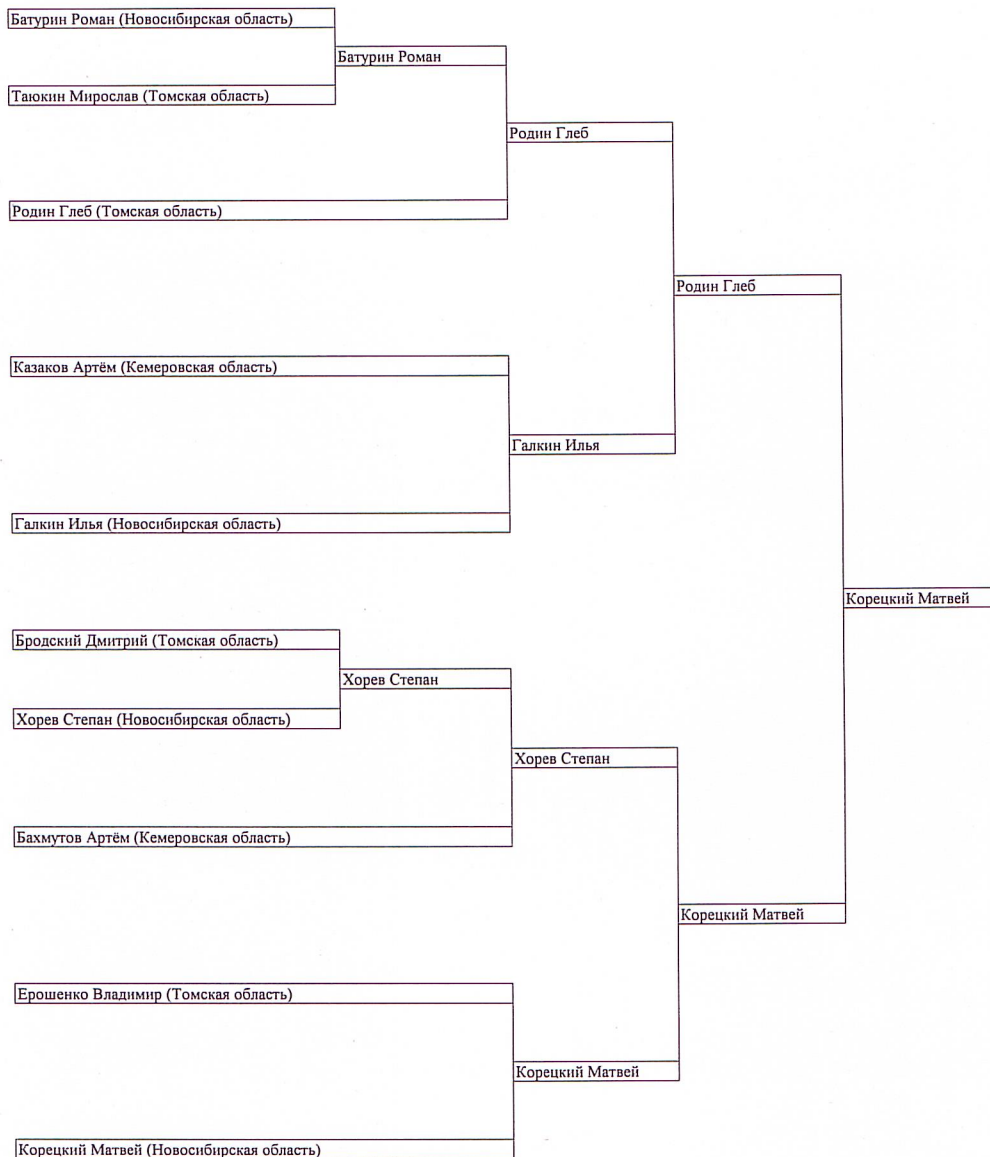 Батурин Роман (Новосибирская область)
Батурин Роман
Таюкин Мирослав (Томская область)
Родин Глеб
Родин Глеб (Томская область)
Родин Глеб
Казаков Артём (Кемеровская область)
Галкин Илья
Галкин Илья (Новосибирская область)
Корецкий Матвей
Бродский Дмитрий (Томская область)
Хорев Степан
Хорев Степан (Новосибирская область)
Хорев Степан
Бахмутов Артём (Кемеровская область)
Корецкий Матвей
Ерошенко Владимир (Томская область)
Корецкий Матвей
Корецкий Матвей (Новосибирская область)